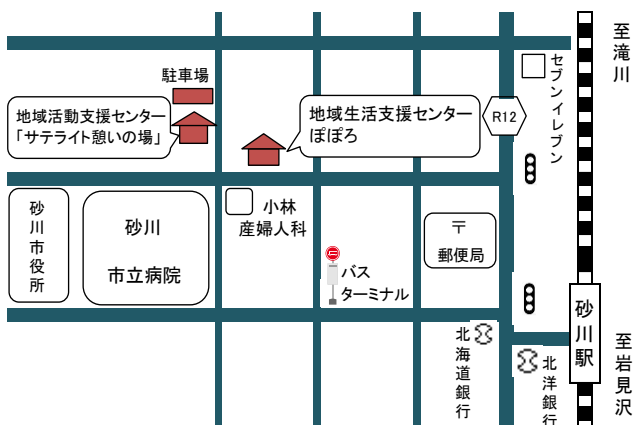 至滝川
セブンイレブン
駐車場
地域活動支援センター
「サテライト憩いの場」
地域生活支援センター
ぽぽろ
R12
砂川市役所
砂川
市立病院
小林
産婦人科
〒
郵便局
バス
ターミナル
砂川駅
北海道銀行
北洋銀行
至岩見沢